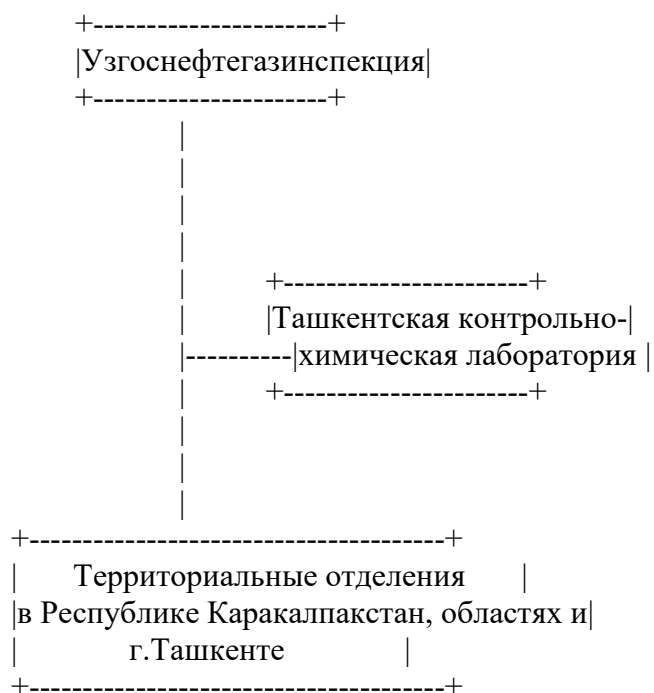 Узгоснефтегазинспекция
Ташкентская контрольно-
химическая лаборатория
Территориальные отделения
в Республике Каракалпакстан, областях и
г.Ташкенте